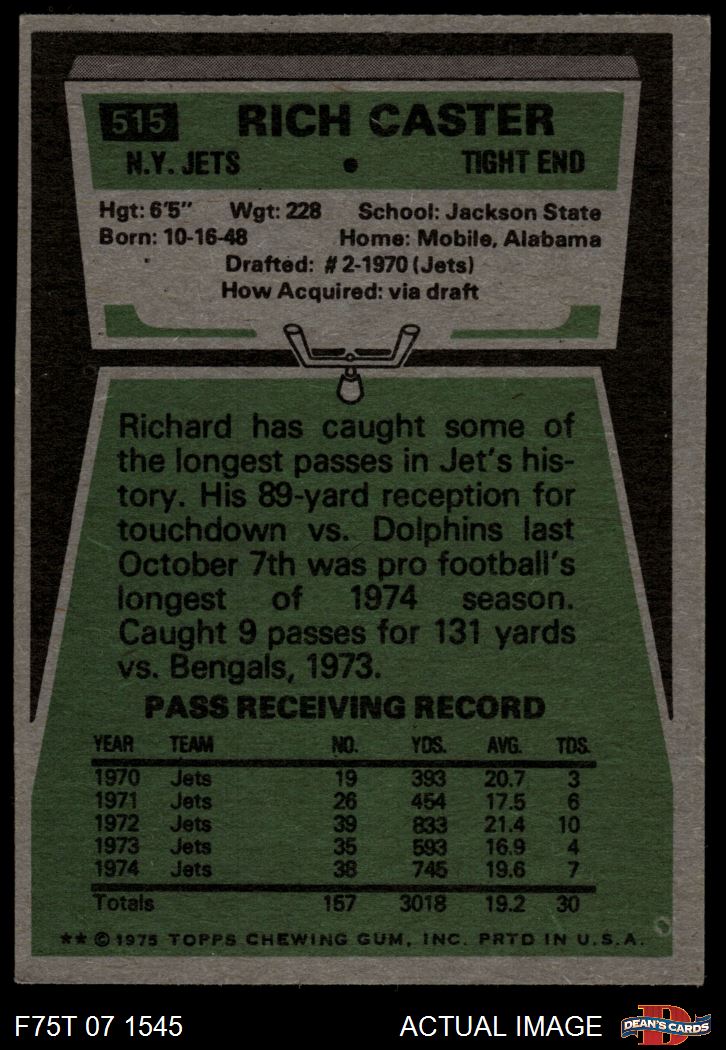 515 RICH CASTER
N.Y. JETS • TIGHT END
Hgt: 6'5" Wgt: 228 School: Jackson State
Born: 10-16-48 Home: Mobile, Alabama
Drafted: #2-1970 (Jets)
How Acquired: via draft
Richard has caught some of
the longest passes in Jet's his-
tory. His 89-yard reception for
touchdown vs. Dolphins last
October 7th was pro football's
longest of 1974 season.
Caught 9 passes for 131 yards
vs. Bengals, 1973.
PASS RECEIVING RECORD
YEAR TEAM NO. YDS. AVG. TDS.
1970 Jets 19 393 20.7 3
1971 Jets 26 454 17.5 6
1972 Jets 39 833 21.4 10
1973 Jets 35 593 16.9 4
1974 Jets 38 745 19.6 7
Totals 157 3018 19.2 30
** © 1975 TOPPS CHEWING GUM, INC. PRTD IN U.S.A.
F75T 07 1545 ACTUAL IMAGE D DEAN'S CARDS